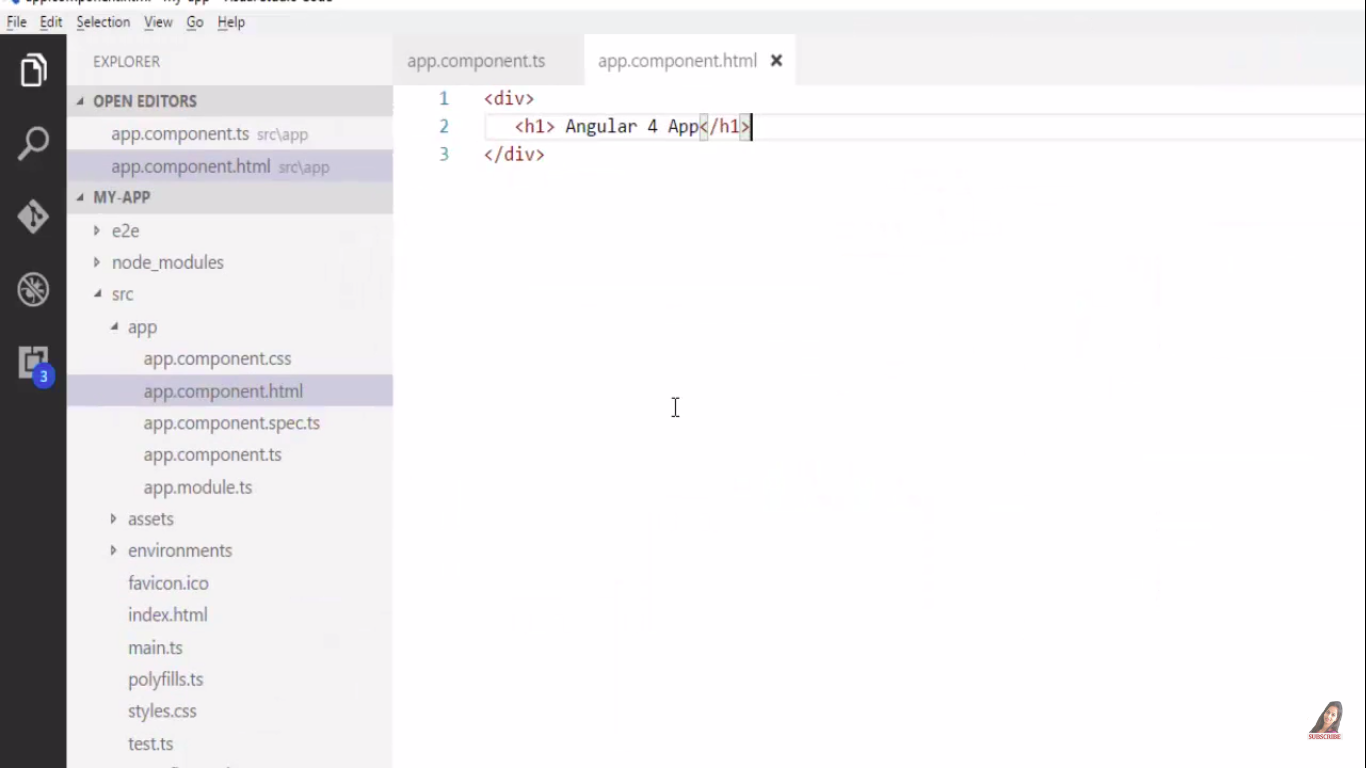 File Edit Selection View Go Help
EXPLORER
OPEN EDITORS
app.component.ts src\app
app.component.html src\app
MY-APP
e2e
node_modules
src
app
app.component.css
app.component.html
app.component.spec.ts
app.component.ts
app.module.ts
assets
environments
favicon.ico
index.html
main.ts
polyfills.ts
styles.css
test.ts
3
app.component.ts app.component.html
1 <div>
2 <h1> Angular 4 App</h1>
3 </div>
SUBSCRIBE